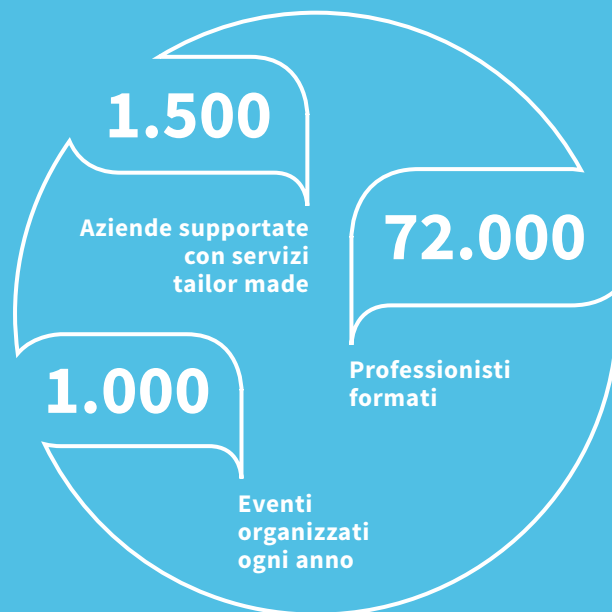 1.500
Aziende supportate
con servizi
tailor made
72.000
Professionisti
formati
1.000
Eventi
organizzati
ogni anno